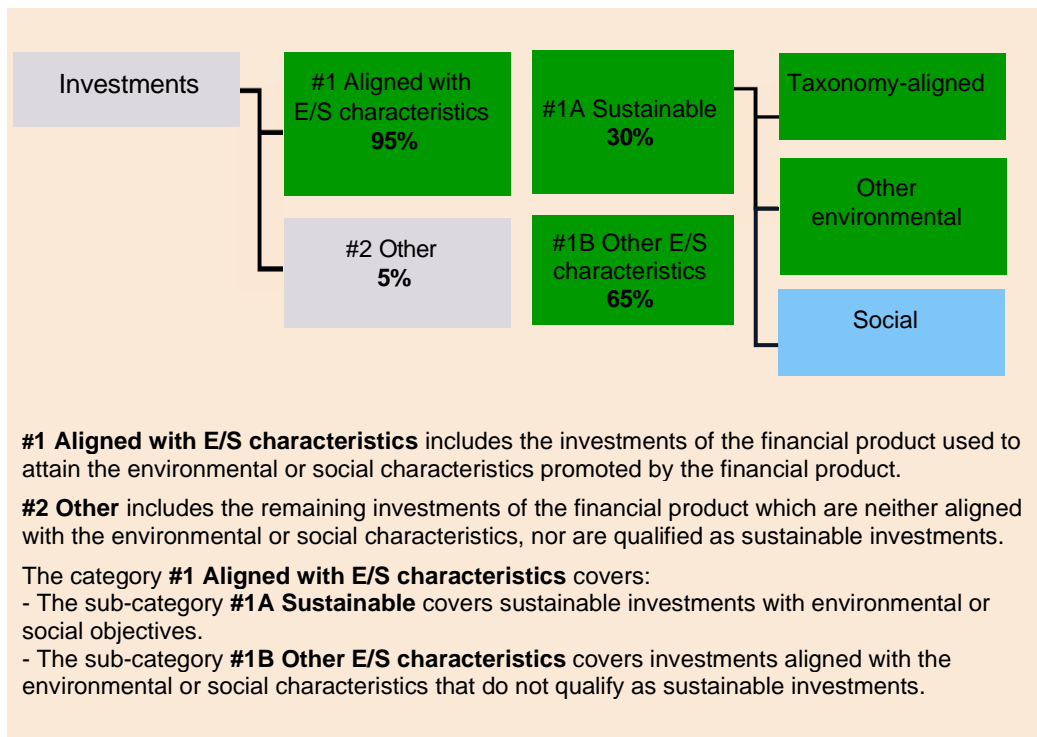 Investments
#1 Aligned with
E/S characteristics
95%
#2 Other
5%
#1A Sustainable
30%
#1B Other E/S
characteristics
65%
Taxonomy-aligned
Other
environmental
Social
#1 Aligned with E/S characteristics includes the investments of the financial product used to
attain the environmental or social characteristics promoted by the financial product.
#2 Other includes the remaining investments of the financial product which are neither aligned
with the environmental or social characteristics, nor are qualified as sustainable investments.
The category #1 Aligned with E/S characteristics covers:
- The sub-category #1A Sustainable covers sustainable investments with environmental or
social objectives.
- The sub-category #1B Other E/S characteristics covers investments aligned with the
environmental or social characteristics that do not qualify as sustainable investments.